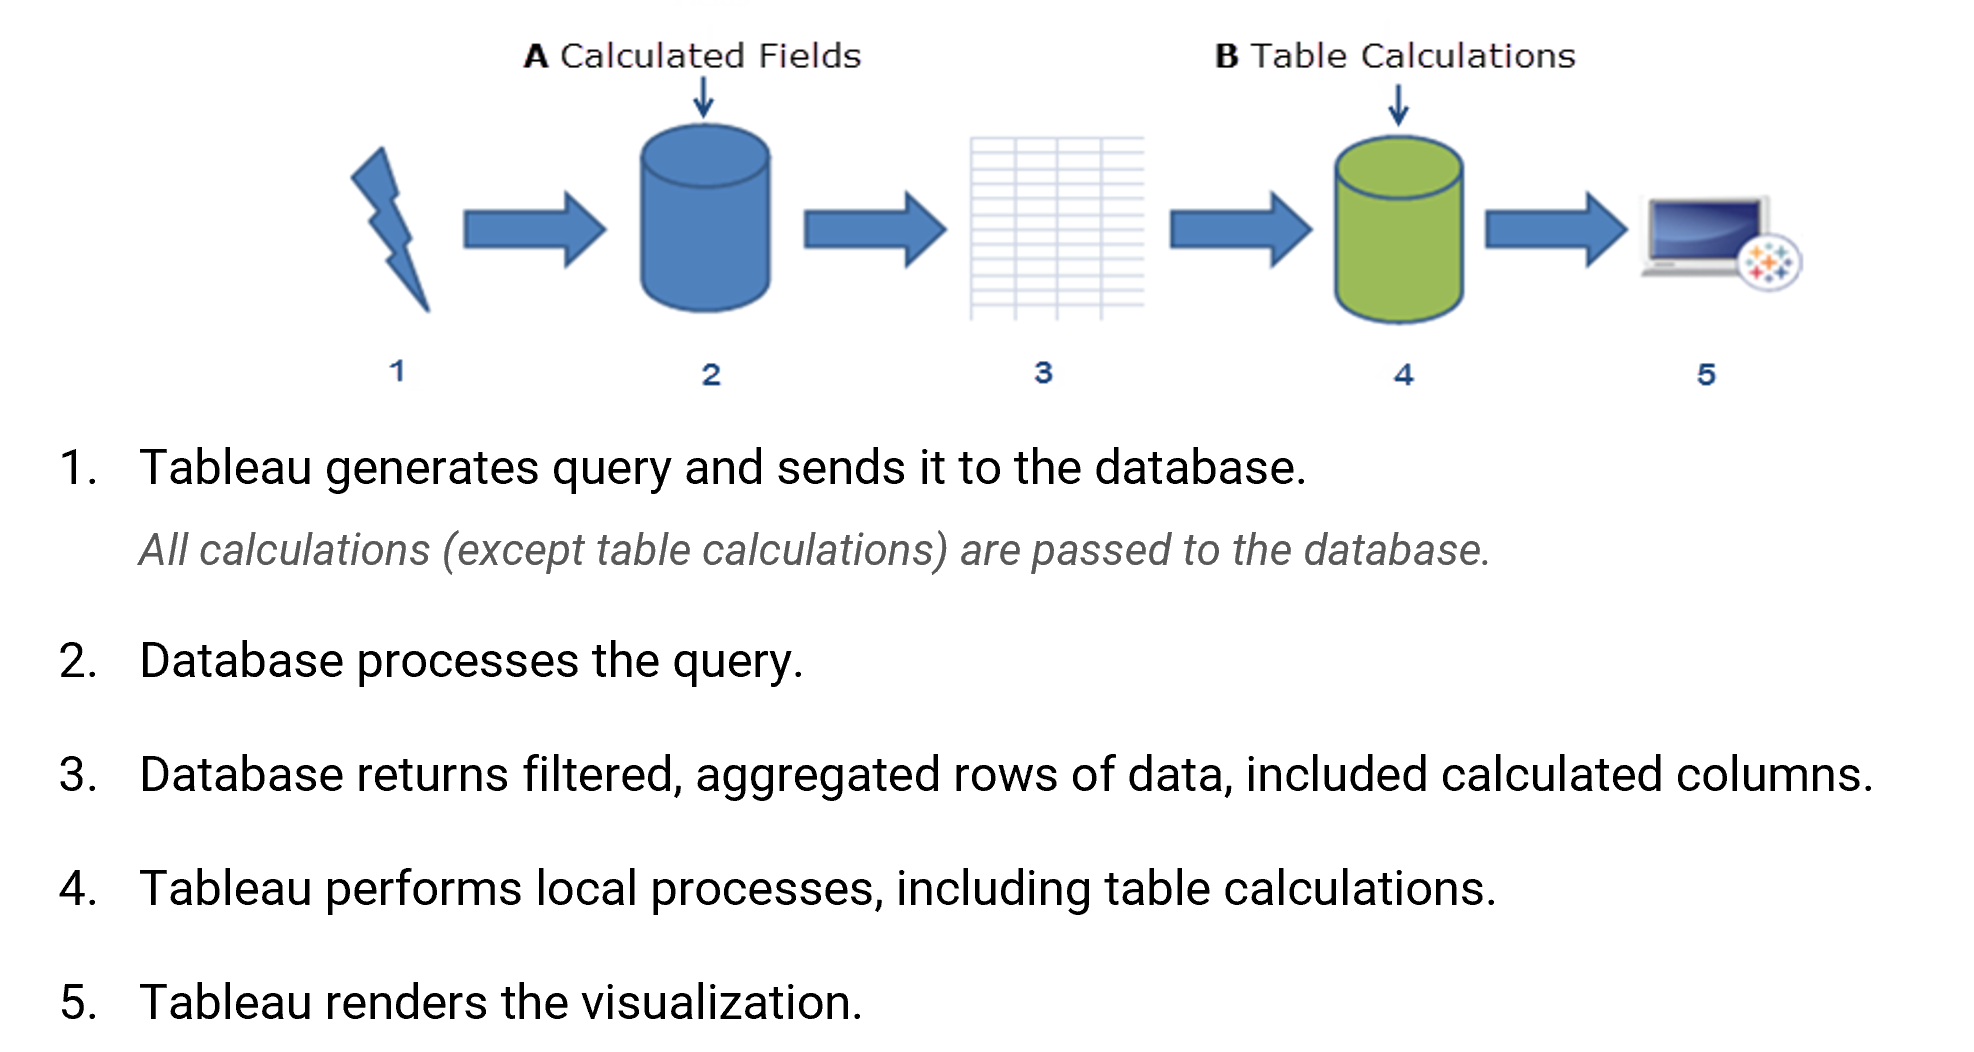 A Calculated Fields
B Table Calculations
1
2
3
4
5
1. Tableau generates query and sends it to the database.
All calculations (except table calculations) are passed to the database.
2. Database processes the query.
3. Database returns filtered, aggregated rows of data, included calculated columns.
4. Tableau performs local processes, including table calculations.
5. Tableau renders the visualization.